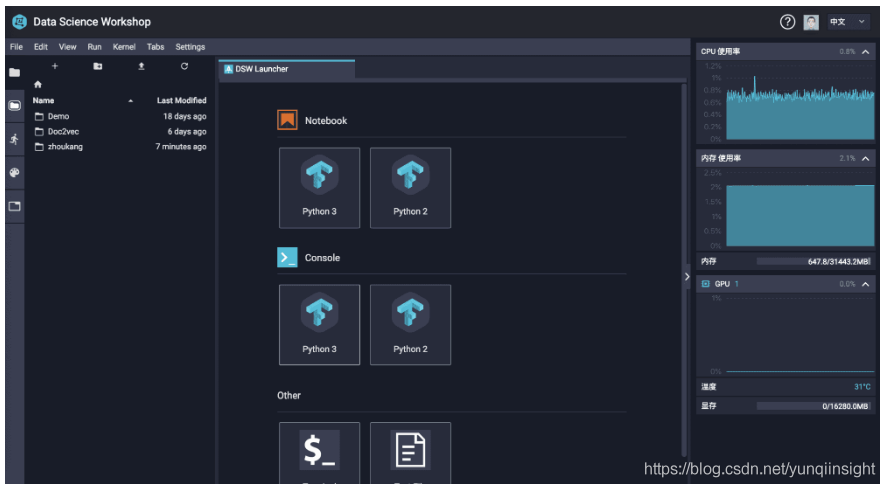 Data Science Workshop
中文
File Edit View Run Kernel Tabs Settings
Name Last Modified
Demo 18 days ago
Doc2vec 6 days ago
zhoukang 7 minutes ago
DSW Launcher
Notebook
Python 3 Python 2
Console
Python 3 Python 2
Other
$_
CPU 使用率 0.8%
1.2%
1%
0.8%
0.6%
0.4%
0.2%
0%
内存 使用率 2.1%
2.5%
2%
1.5%
1%
0.5%
0%
内存 647.8/31443.2MB
GPU 1 0.0%
1%
0%
温度 31°C
显存 0/16280.0MB
https://blog.csdn.net/yunqiinsight